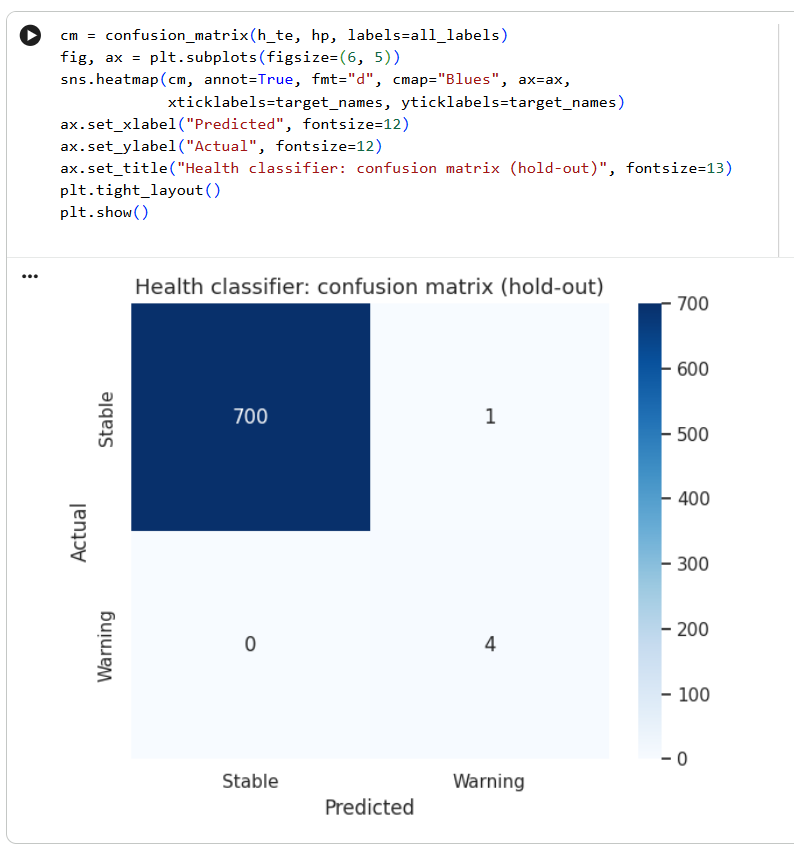 cm = confusion_matrix(h_te, hp, labels=all_labels)
fig, ax = plt.subplots(figsize=(6, 5))
sns.heatmap(cm, annot=True, fmt="d", cmap="Blues", ax=ax,
            xticklabels=target_names, yticklabels=target_names)
ax.set_xlabel("Predicted", fontsize=12)
ax.set_ylabel("Actual", fontsize=12)
ax.set_title("Health classifier: confusion matrix (hold-out)", fontsize=13)
plt.tight_layout()
plt.show()
Health classifier: confusion matrix (hold-out)
Actual
Stable
700
1
Warning
0
4
Stable
Warning
Predicted
700
600
500
400
300
200
100
0